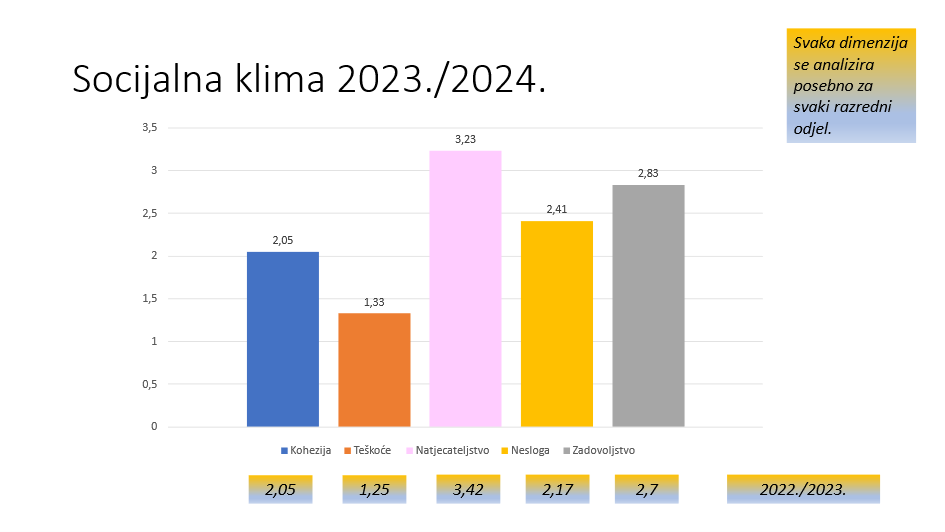 Svaka dimenzija
se analizira
posebno za
svaki razredni
odjel.
Socijalna klima 2023./2024.
3,5
3
2,5
2
1,5
1
0,5
0
2,05
1,33
3,23
2,41
2,83
Kohezija Teškoće Natjecateljstvo Nesloga Zadovoljstvo
2,05 1,25 3,42 2,17 2,7 2022./2023.